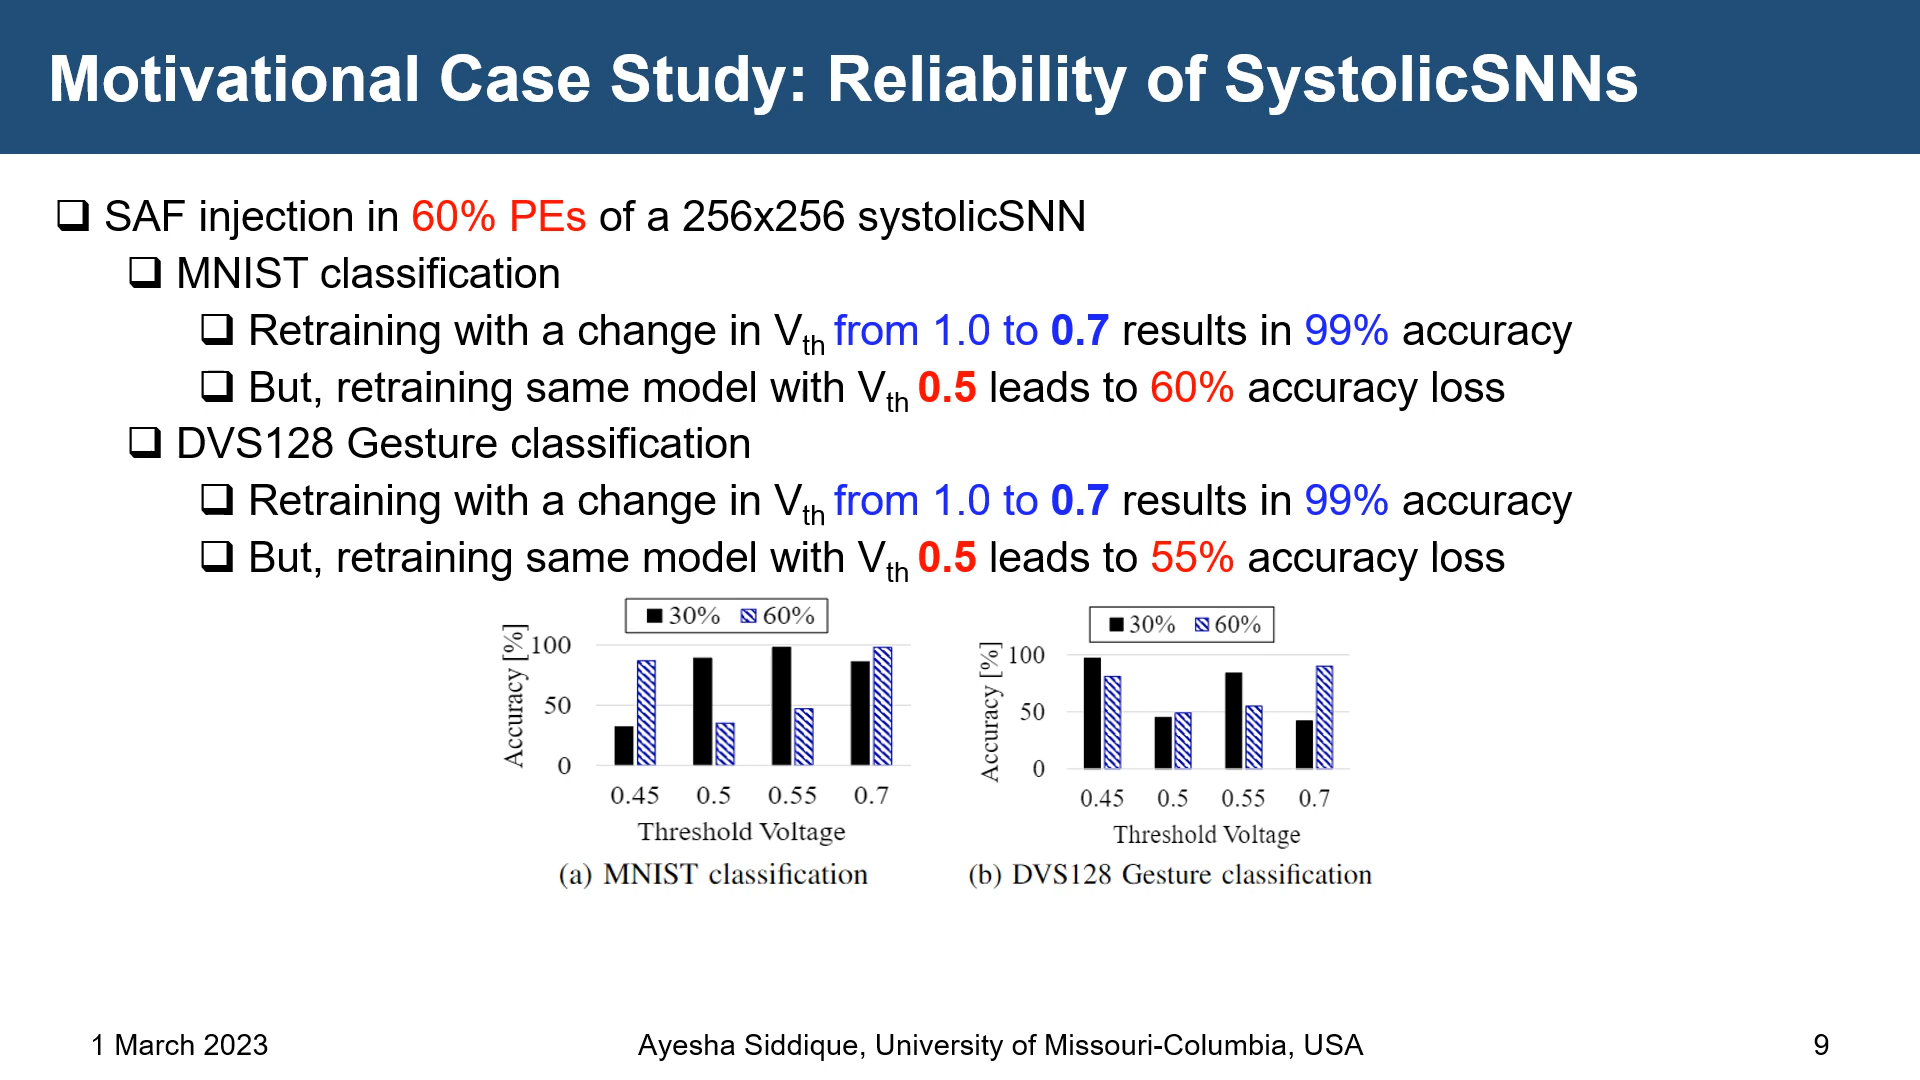 Motivational Case Study: Reliability of SystolicSNNs
❑ SAF injection in 60% PEs of a 256x256 systolicSNN
❑ MNIST classification
❑ Retraining with a change in Vth from 1.0 to 0.7 results in 99% accuracy
❑ But, retraining same model with Vth 0.5 leads to 60% accuracy loss
❑ DVS128 Gesture classification
❑ Retraining with a change in Vth from 1.0 to 0.7 results in 99% accuracy
❑ But, retraining same model with Vth 0.5 leads to 55% accuracy loss
30% 60%
Accuracy [%]
100
50
0
0.45 0.5 0.55 0.7
Threshold Voltage
(a) MNIST classification
30% 60%
Accuracy [%]
100
50
0
0.45 0.5 0.55 0.7
Threshold Voltage
(b) DVS128 Gesture classification
1 March 2023
Ayesha Siddique, University of Missouri-Columbia, USA
9